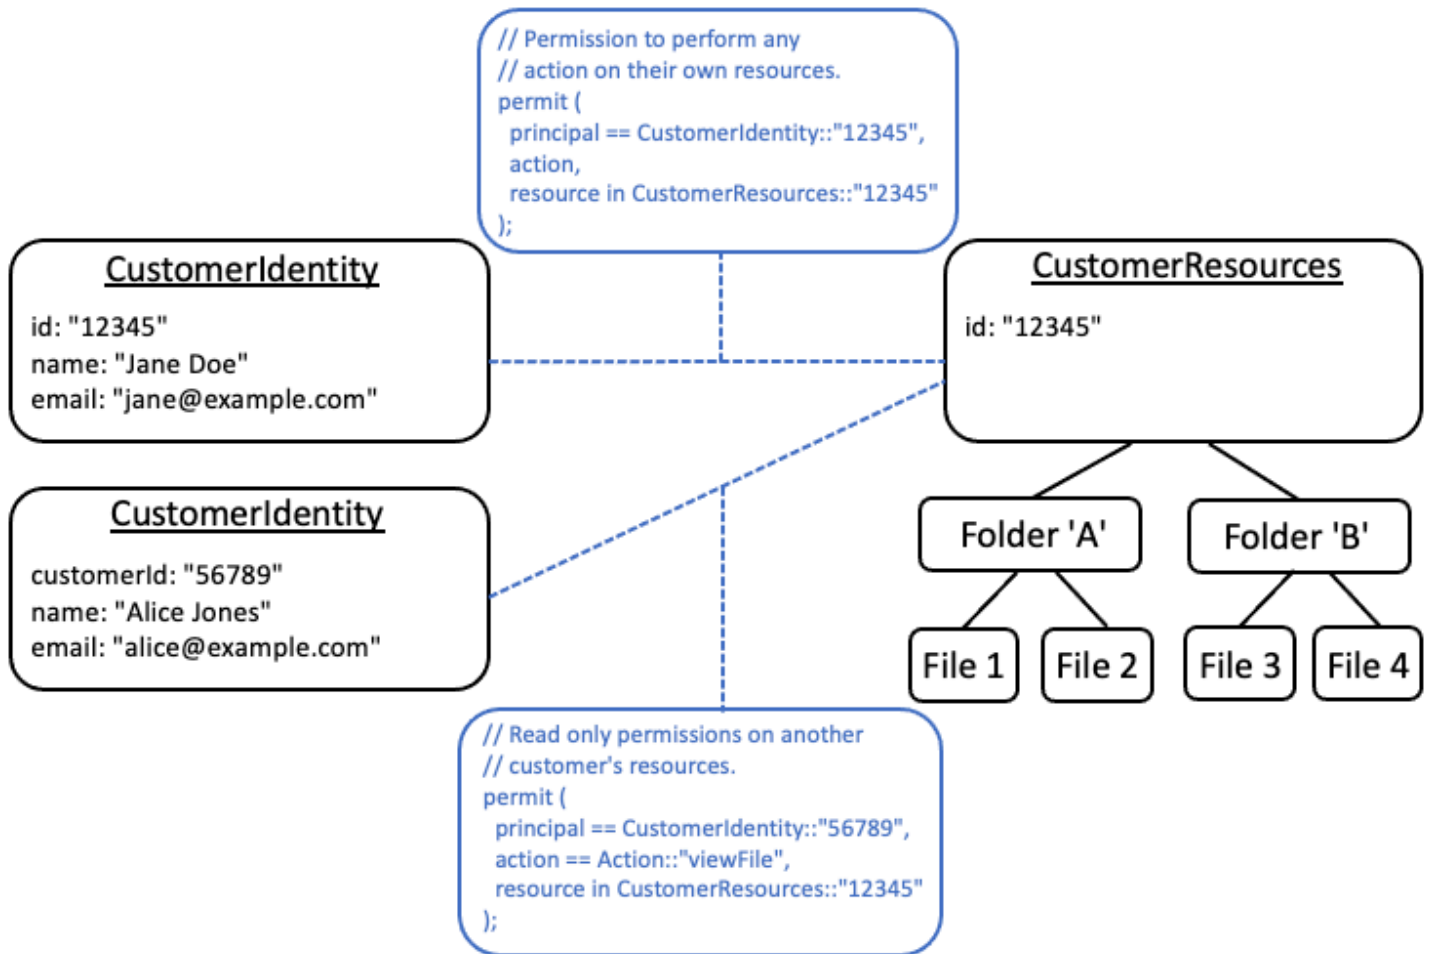 // Permission to perform any
// action on their own resources.
permit (
principal == CustomerIdentity::"12345",
action,
resource in CustomerResources::"12345"
);
CustomerIdentity
id: "12345"
name: "Jane Doe"
email: "jane@example.com"
CustomerResources
id: "12345"
CustomerIdentity
customerId: "56789"
name: "Alice Jones"
email: "alice@example.com"
Folder 'A'
Folder 'B'
File 1
File 2
File 3
File 4
// Read only permissions on another
// customer's resources.
permit (
principal == CustomerIdentity::"56789",
action == Action::"viewFile",
resource in CustomerResources::"12345"
);